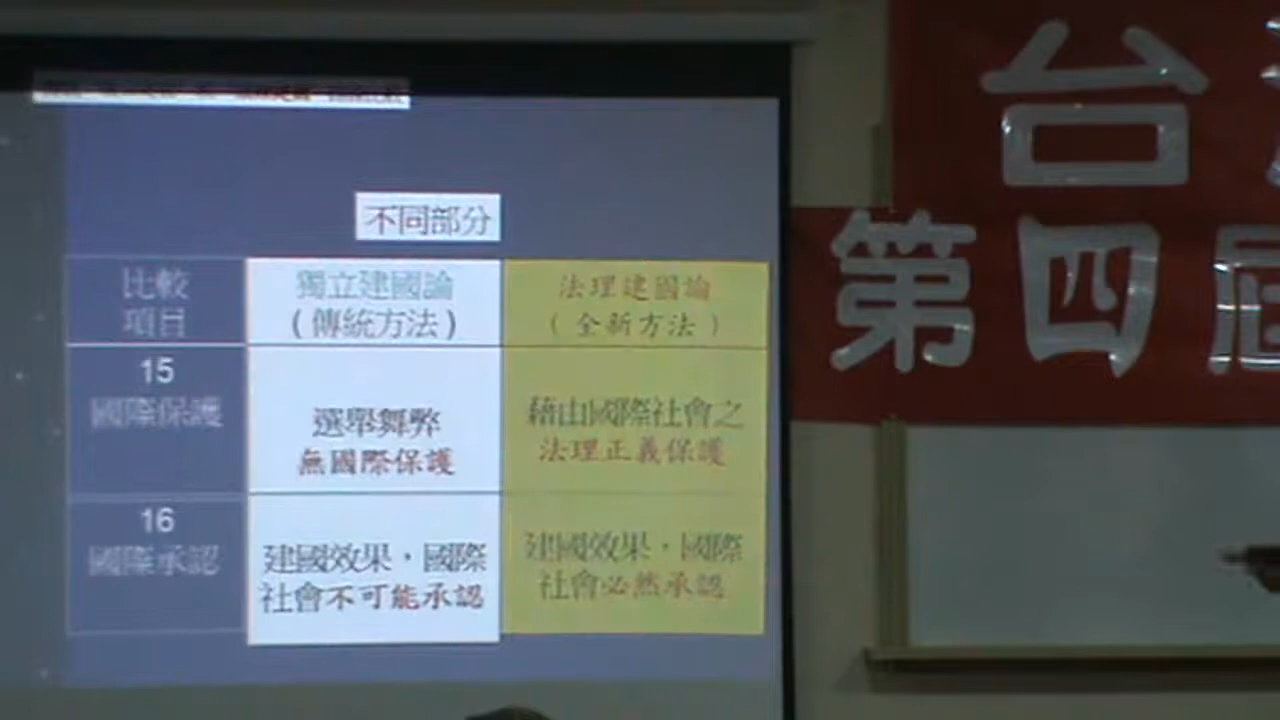 不同部分
比較
項目
獨立建國論
(傳統方法)
法理建國論
(全新方法)
15
國際保護
選舉舞弊
無國際保護
藉由國際社會之
法理正義保護
16
國際承認
建國效果，國際
社會不可能承認
建國效果，國際
社會必然承認
台
第四屆